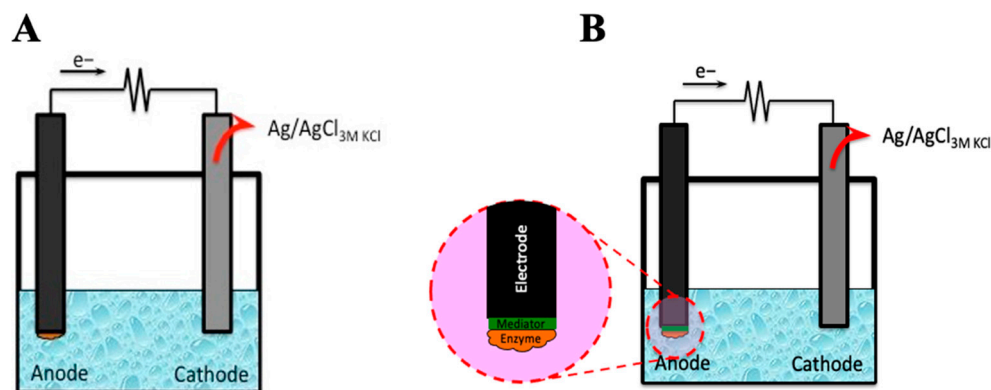 A
e–
Ag/AgCl3M KCl
Anode
Cathode
B
e–
Ag/AgCl3M KCl
Electrode
Mediator
Enzyme
Anode
Cathode